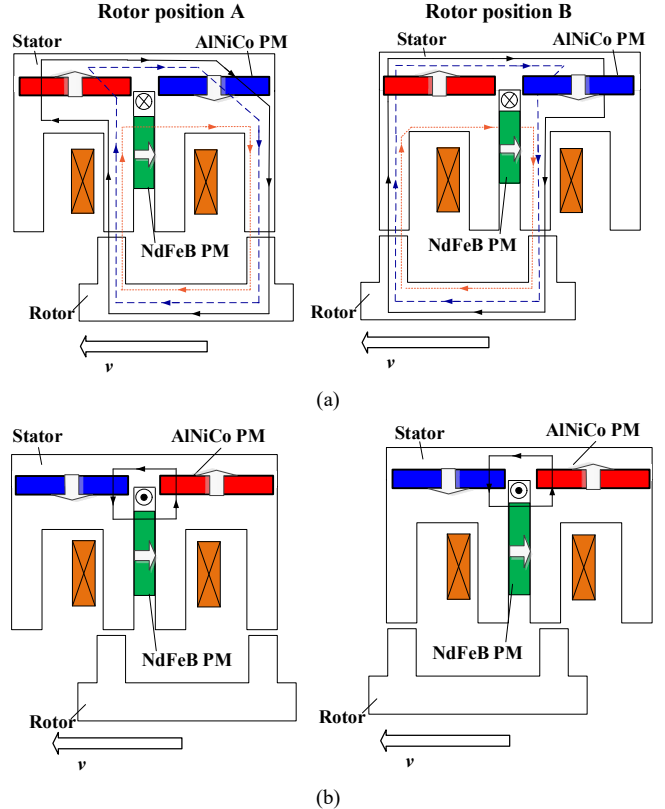 Rotor position A
Rotor position B
Stator
AlNiCo PM
Stator
AlNiCo PM
NdFeB PM
NdFeB PM
Rotor
Rotor
v
v
(a)
Stator
AlNiCo PM
Stator
AlNiCo PM
NdFeB PM
NdFeB PM
Rotor
Rotor
v
v
(b)